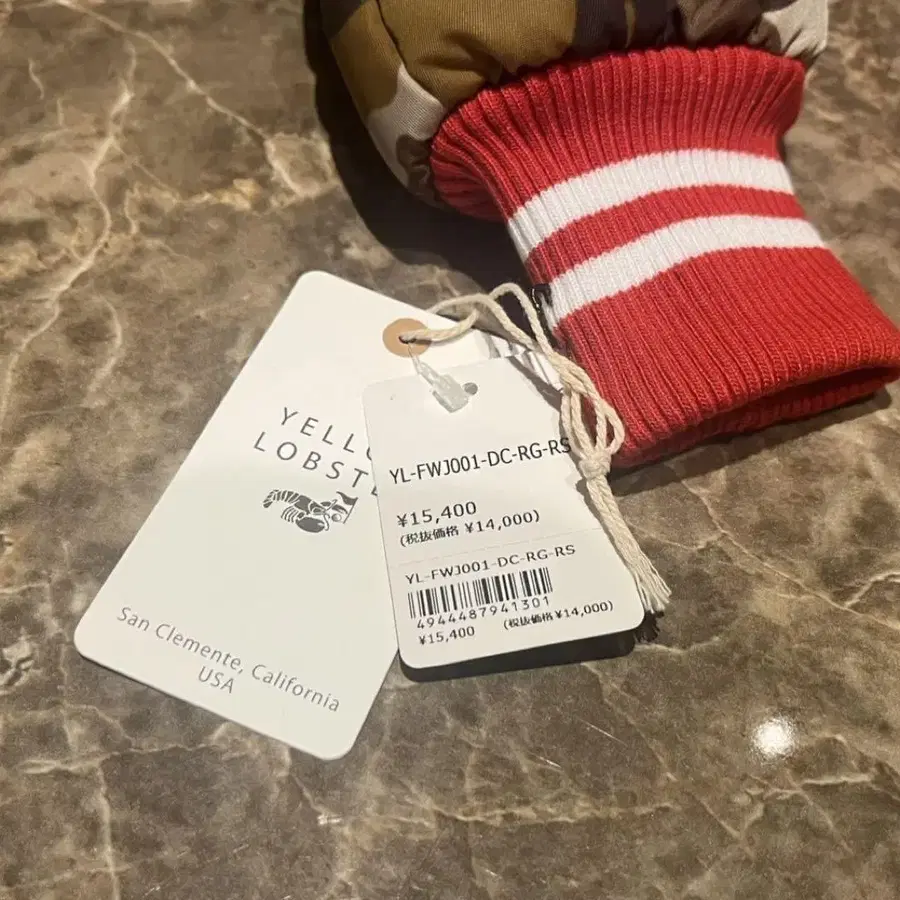 YELL
LOBST
San Clemente, California
USA
YL-FWJ001-DC-RG-RS
¥15,400
(税抜価格 ¥14,000)
YL-FWJ001-DC-RG-RS
4944487941301
¥15,400 (税抜価格 ¥14,000)